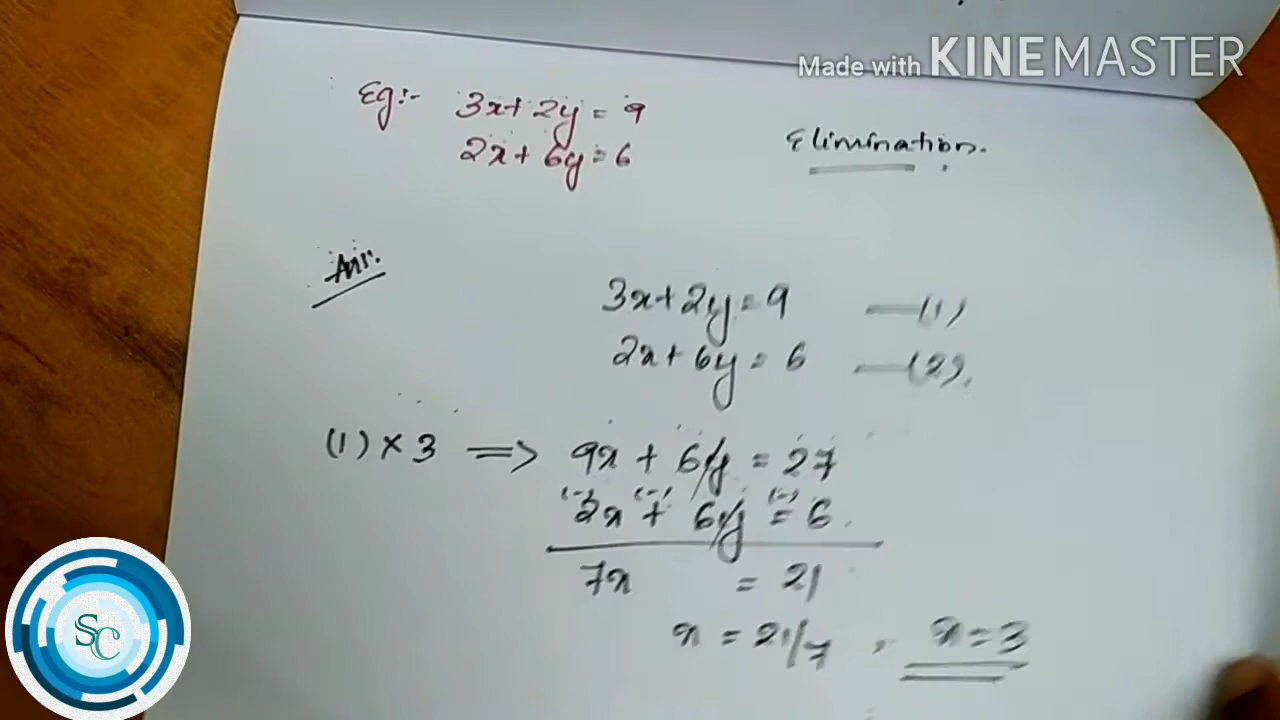 Made with KINEMASTER
Eg:- 3x+2y=9
2x+6y=6
Elimination.
Ans.
3x+2y=9 —(1)
2x+6y=6 —(2).
(1)×3 ⟹ 9x+6y=27
(-) (-) (-)
2x+6y=6.
7x =21
x=21/7, x=3
SC